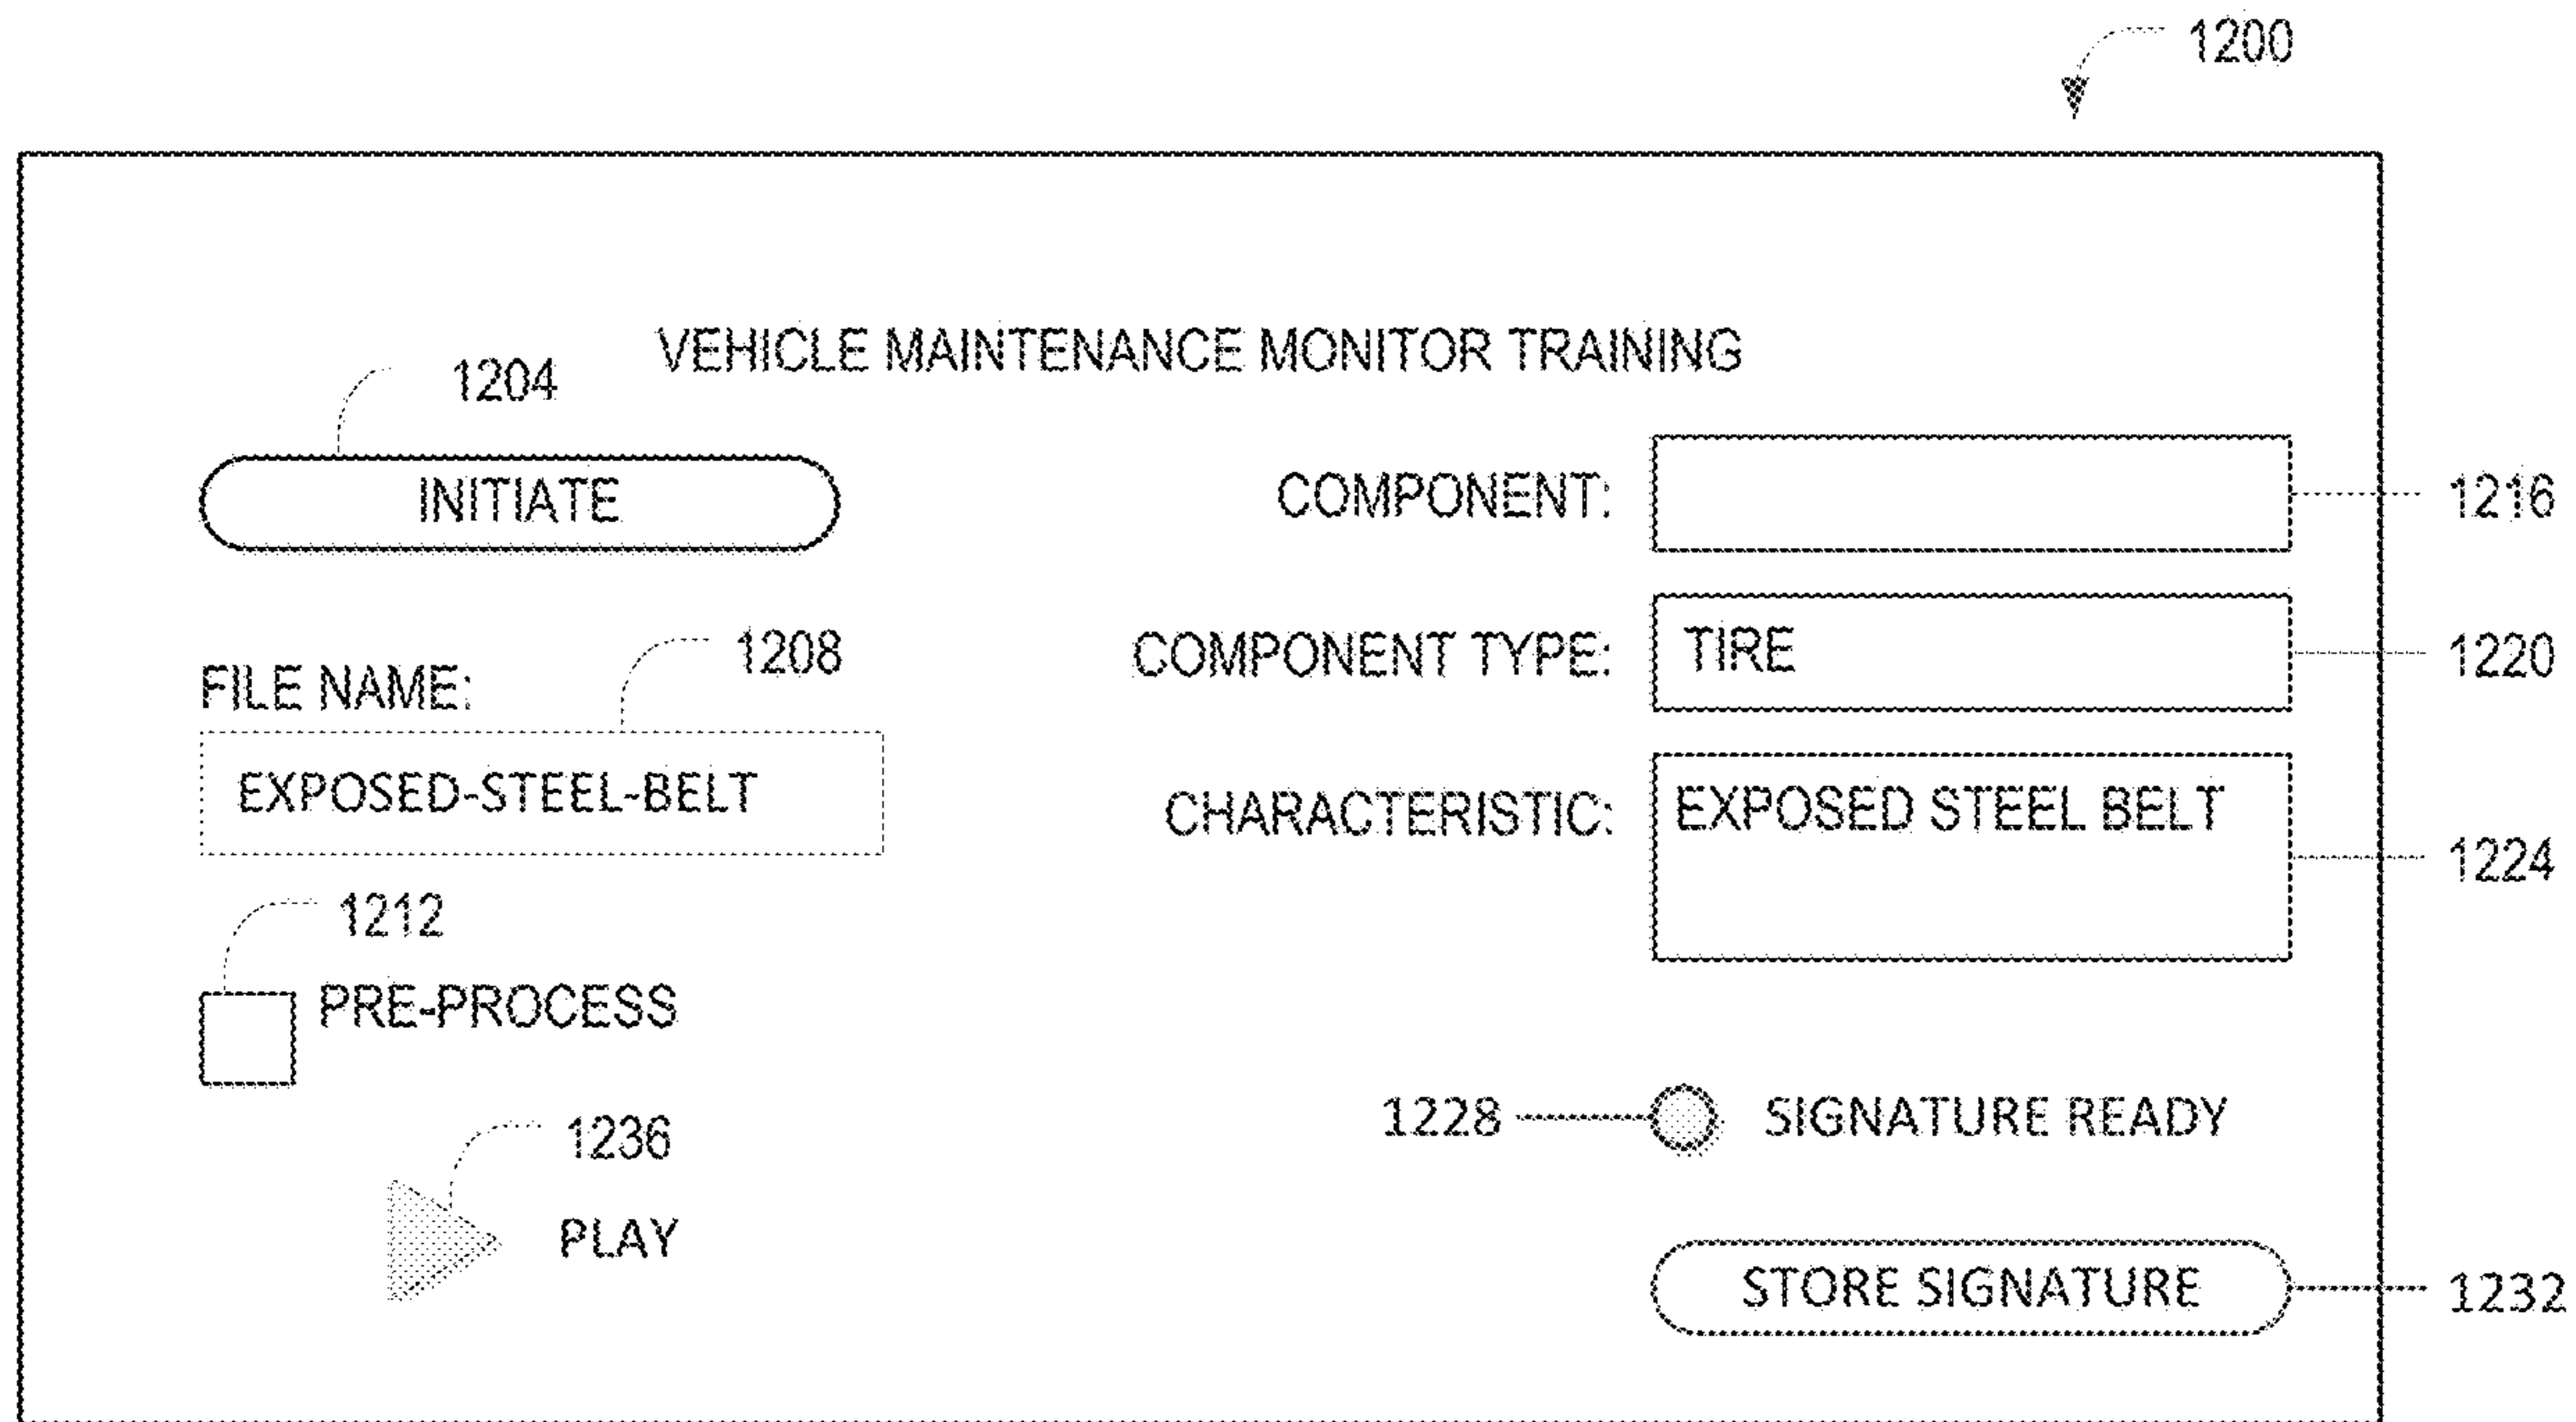 1200
VEHICLE MAINTENANCE MONITOR TRAINING
1204
INITIATE
COMPONENT:
1216
1208
FILE NAME:
EXPOSED-STEEL-BELT
COMPONENT TYPE:
TIRE
1220
CHARACTERISTIC:
EXPOSED STEEL BELT
1224
1212
PRE-PROCESS
1228
SIGNATURE READY
1236
PLAY
STORE SIGNATURE
1232